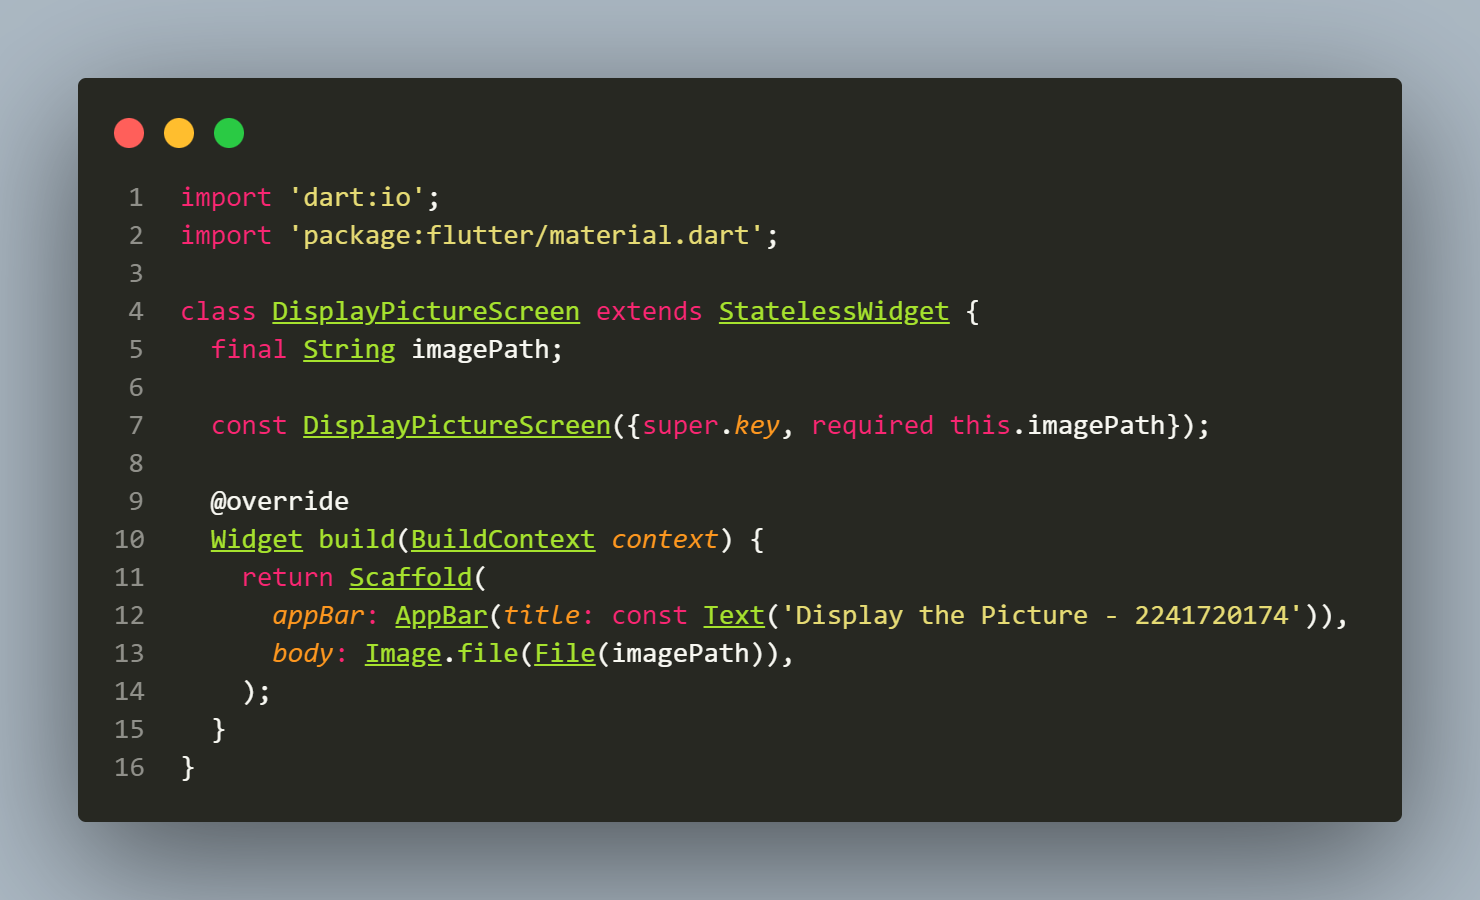 1 import 'dart:io';
2 import 'package:flutter/material.dart';
3
4 class DisplayPictureScreen extends StatelessWidget {
5   final String imagePath;
6
7   const DisplayPictureScreen({super.key, required this.imagePath});
8
9   @override
10   Widget build(BuildContext context) {
11     return Scaffold(
12       appBar: AppBar(title: const Text('Display the Picture - 2241720174')),
13       body: Image.file(File(imagePath)),
14     );
15   }
16 }